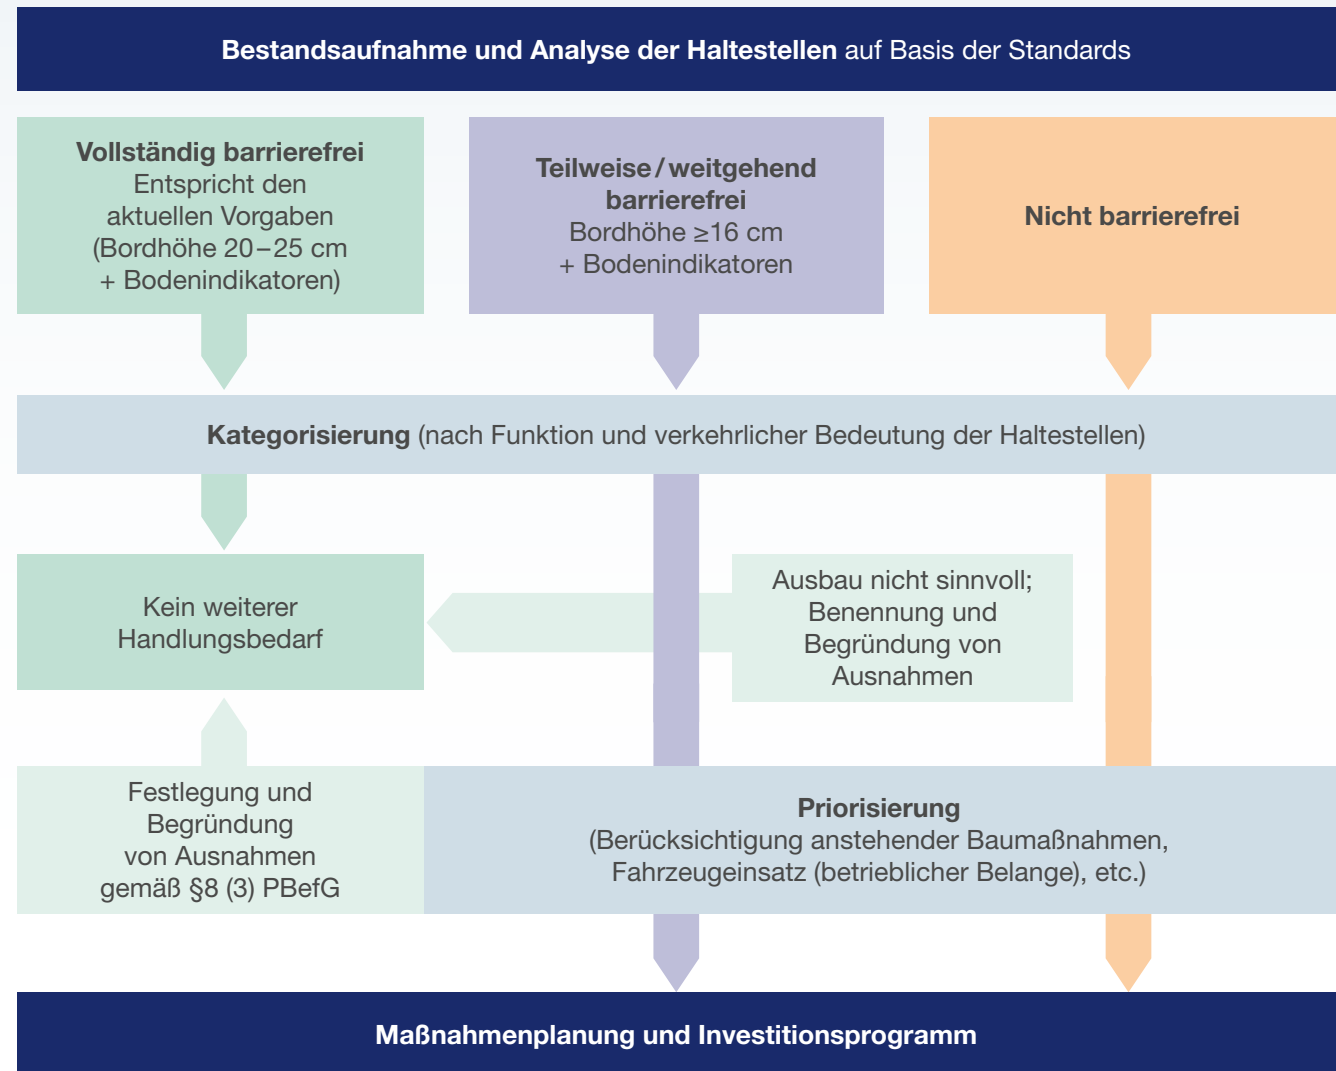 Bestandsaufnahme und Analyse der Haltestellen auf Basis der Standards
Vollständig barrierefrei
Entspricht den
aktuellen Vorgaben
(Bordhöhe 20–25 cm
+ Bodenindikatoren)
Teilweise/weitgehend
barrierefrei
Bordhöhe ≥16 cm
+ Bodenindikatoren
Nicht barrierefrei
Kategorisierung (nach Funktion und verkehrlicher Bedeutung der Haltestellen)
Kein weiterer
Handlungsbedarf
Ausbau nicht sinnvoll;
Benennung und
Begründung von
Ausnahmen
Festlegung und
Begründung
von Ausnahmen
gemäß §8 (3) PBefG
Priorisierung
(Berücksichtigung anstehender Baumaßnahmen,
Fahrzeugeinsatz (betrieblicher Belange), etc.)
Maßnahmenplanung und Investitionsprogramm